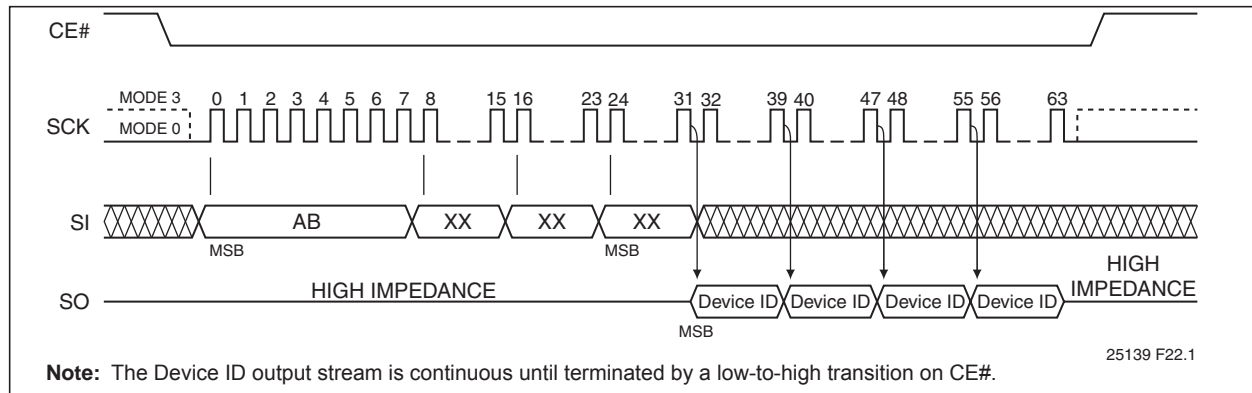 CE#
MODE 3
0 1 2 3 4 5 6 7 8 15 16 23 24 31 32 39 40 47 48 55 56 63
SCK
MODE 0
SI
AB XX XX XX
MSB MSB
HIGH IMPEDANCE
HIGH
IMPEDANCE
SO
Device ID Device ID Device ID Device ID
MSB
25139 F22.1
Note: The Device ID output stream is continuous until terminated by a low-to-high transition on CE#.